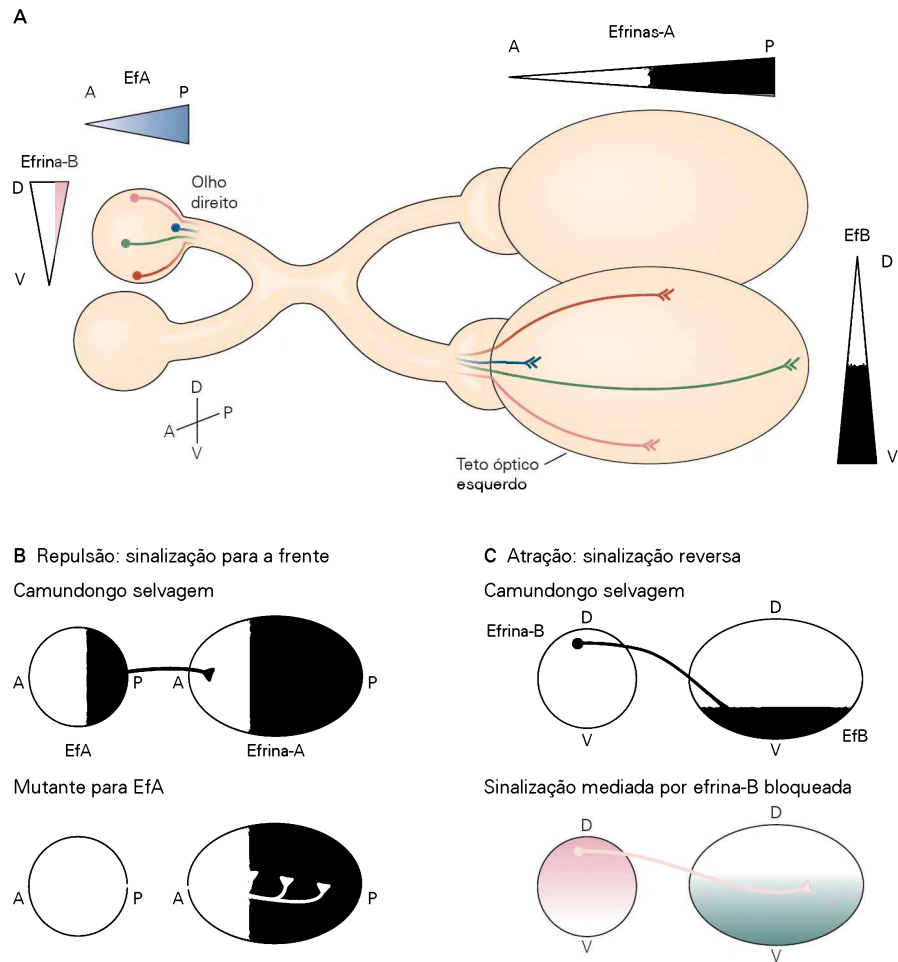 A
Efrinas-A
A
P
EfA
A
P
Efrina-B
D
V
Olho
direito
EfB
D
V
D
A
P
V
Teto óptico
esquerdo
B Repulsão: sinalização para a frente
Camundongo selvagem
A
P
A
P
EfA
Efrina-A
Mutante para EfA
A
P
A
P
C Atração: sinalização reversa
Camundongo selvagem
Efrina-B
D
D
V
V
EfB
Sinalização mediada por efrina-B bloqueada
D
D
V
V